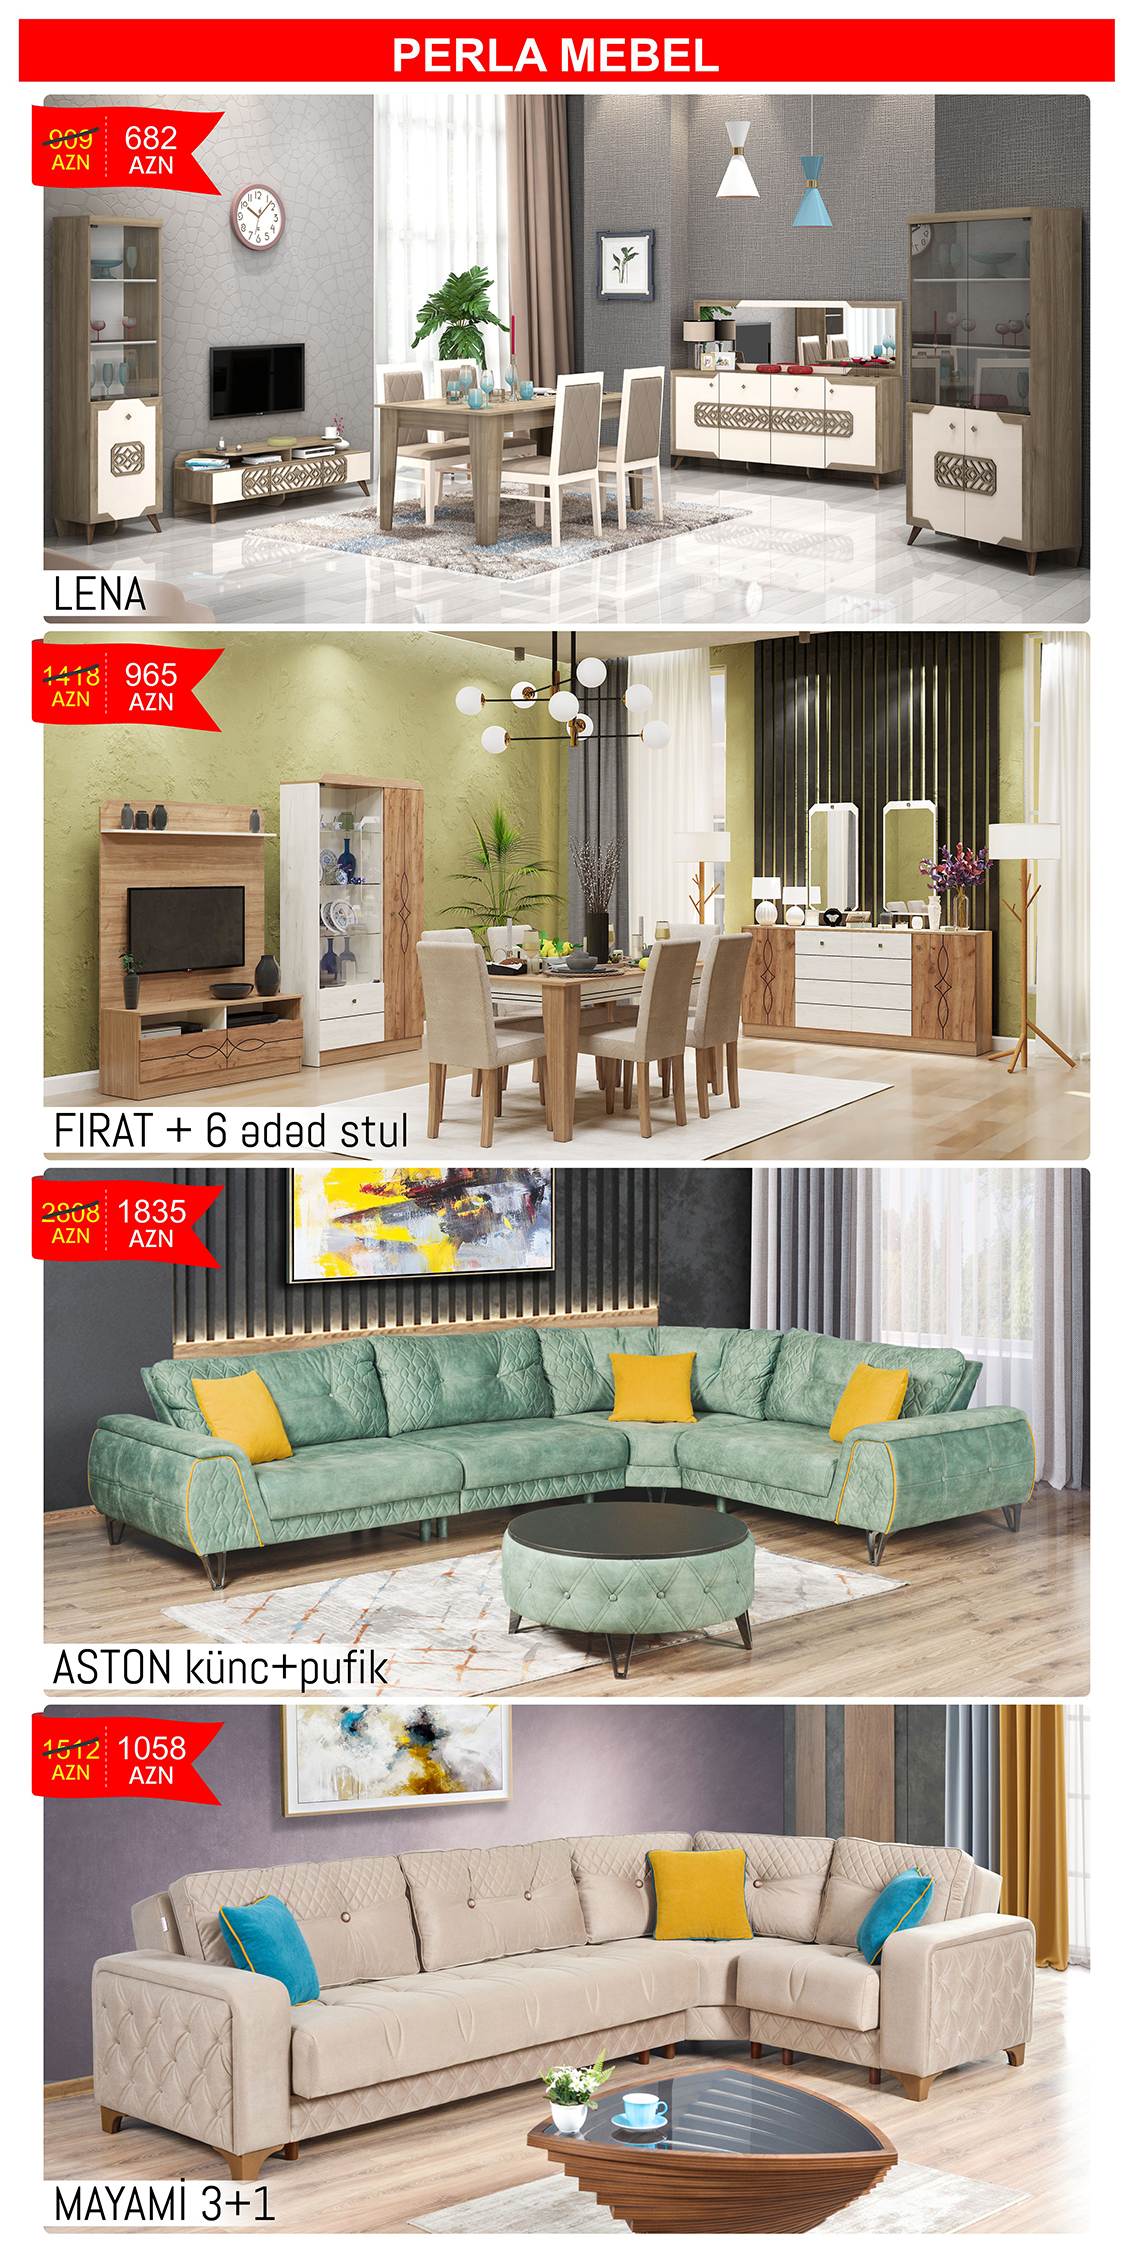 PERLA MEBEL
909 AZN 682 AZN
LENA
1418 AZN 965 AZN
FIRAT + 6 ədəd stul
2808 AZN 1835 AZN
ASTON künc+pufik
1512 AZN 1058 AZN
MAYAMİ 3+1